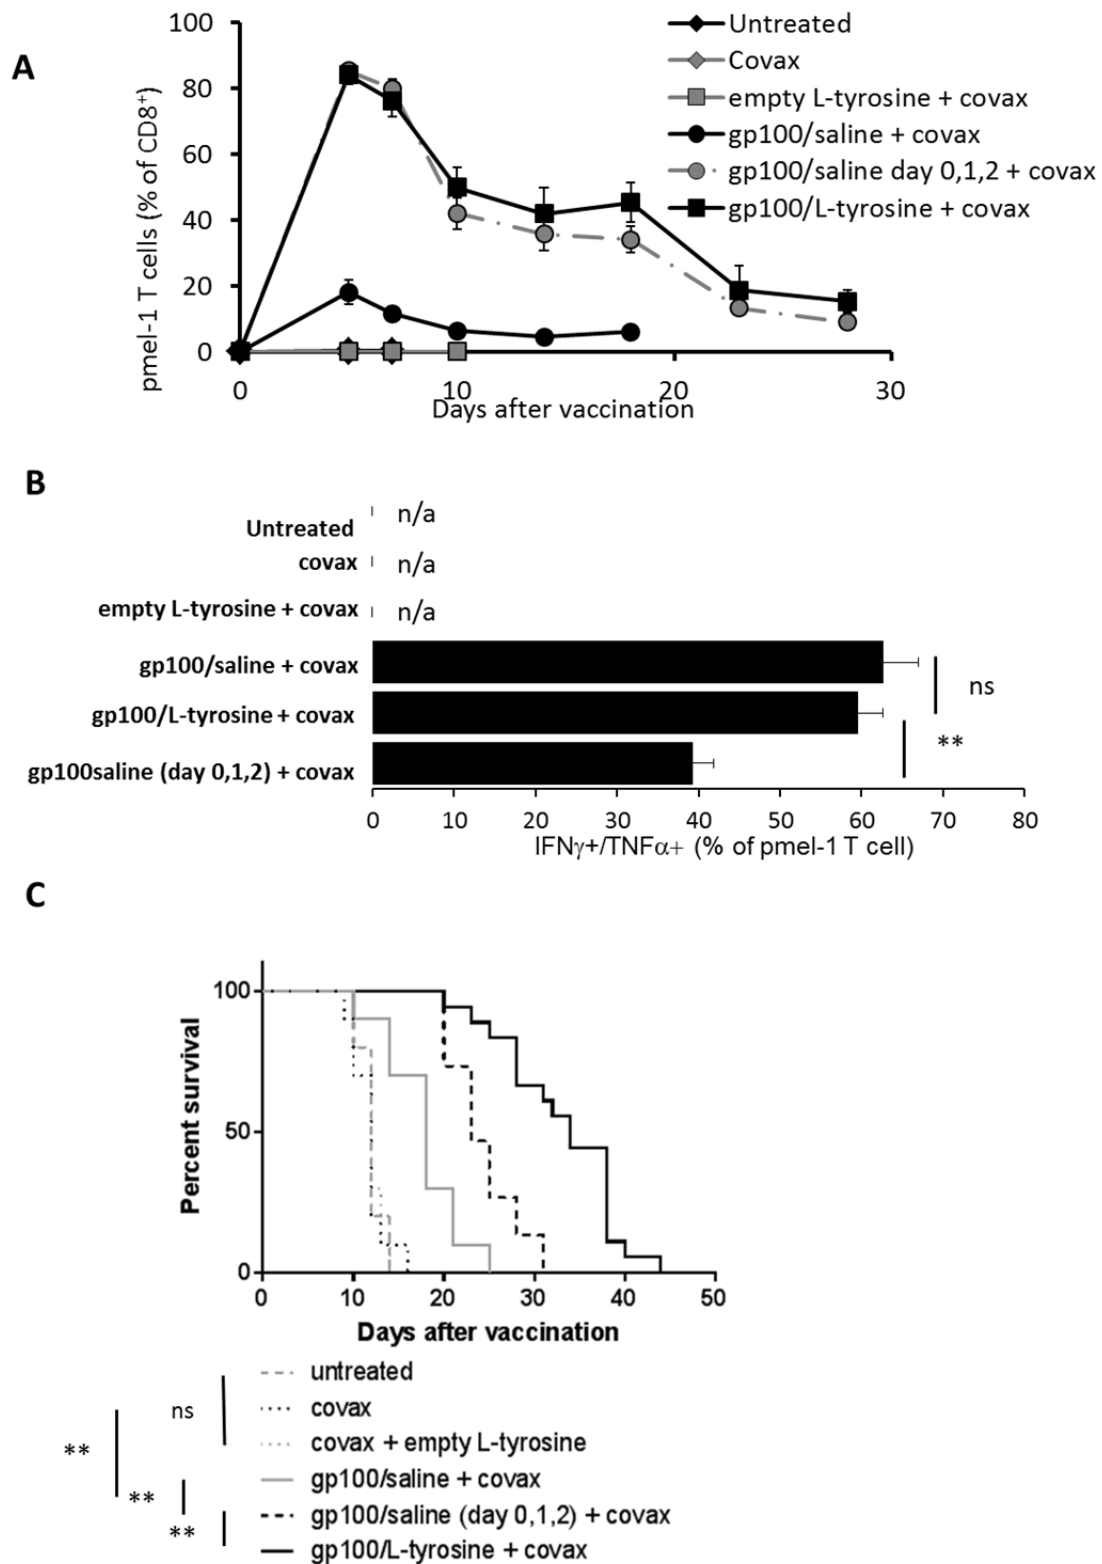 A
pmel-1 T cells (% of CD8⁺)
100
80
60
40
20
0
0
10
20
30
Days after vaccination
Untreated
Covax
empty L-tyrosine + covax
gp100/saline + covax
gp100/saline day 0,1,2 + covax
gp100/L-tyrosine + covax
B
Untreated
n/a
covax
n/a
empty L-tyrosine + covax
n/a
gp100/saline + covax
gp100/L-tyrosine + covax
gp100saline (day 0,1,2) + covax
ns
**
0 10 20 30 40 50 60 70 80
IFNγ+/TNFα+ (% of pmel-1 T cell)
C
Percent survival
100
50
0
0 10 20 30 40 50
Days after vaccination
untreated
covax
covax + empty L-tyrosine
gp100/saline + covax
gp100/saline (day 0,1,2) + covax
gp100/L-tyrosine + covax
ns
**
**
**